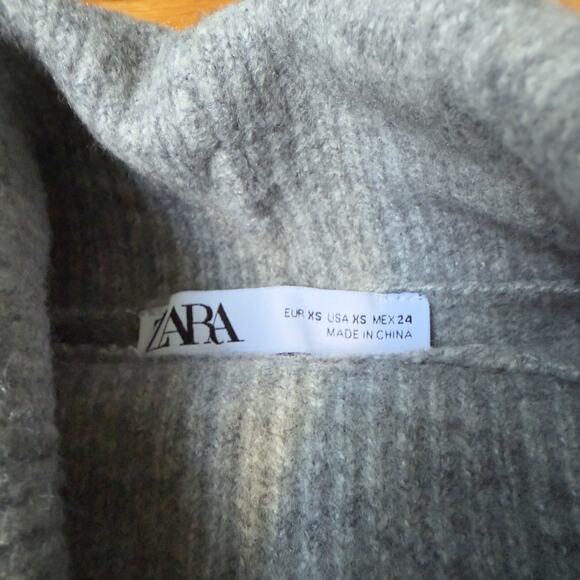 ZARA
EUR XS USA XS MEX 24
MADE IN CHINA